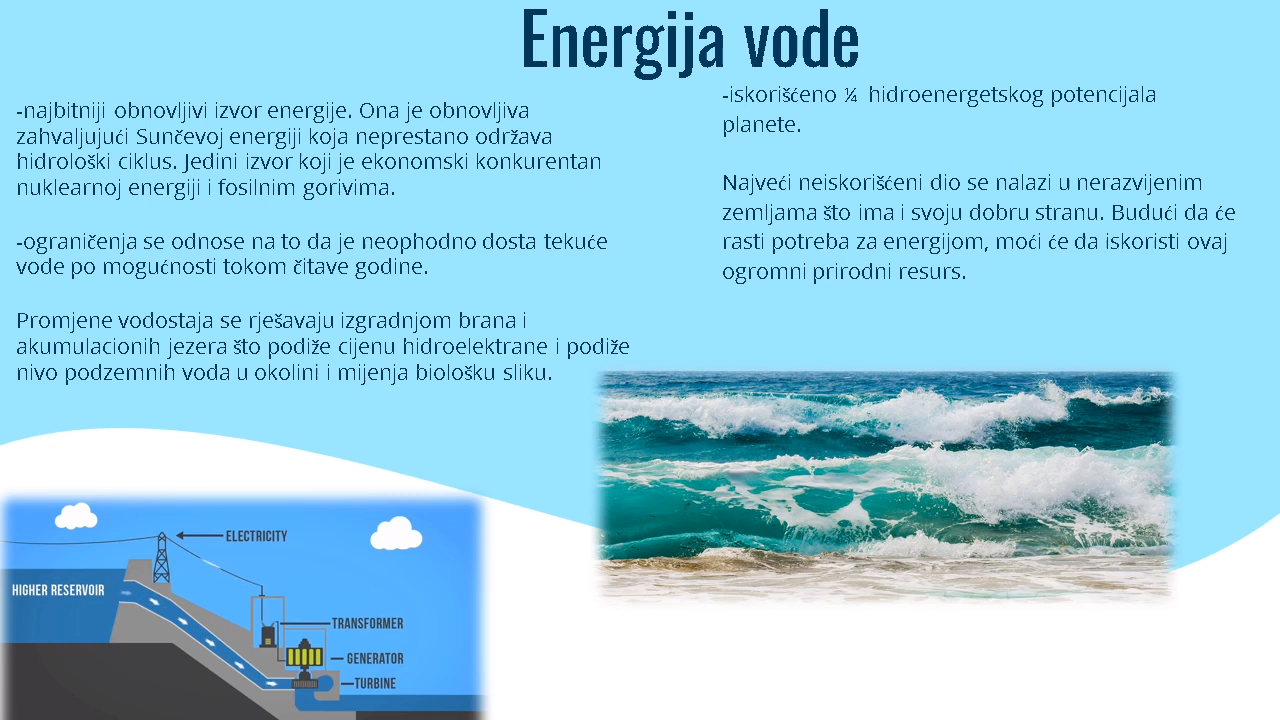 Energija vode
-najbitniji obnovljivi izvor energije. Ona je obnovljiva
zahvaljujući Sunčevoj energiji koja neprestano održava
hidrološki ciklus. Jedini izvor koji je ekonomski konkurentan
nuklearnoj energiji i fosilnim gorivima.
-ograničenja se odnose na to da je neophodno dosta tekuće
vode po mogućnosti tokom čitave godine.
Promjene vodostaja se rješavaju izgradnjom brana i
akumulacionih jezera što podiže cijenu hidroelektrane i podiže
nivo podzemnih voda u okolini i mijenja biološku sliku.
-iskorišćeno ¼ hidroenergetskog potencijala
planete.
Najveći neiskorišćeni dio se nalazi u nerazvijenim
zemljama što ima i svoju dobru stranu. Budući da će
rasti potreba za energijom, moći će da iskoristi ovaj
ogromni prirodni resurs.
ELECTRICITY
HIGHER RESERVOIR
TRANSFORMER
GENERATOR
TURBINE